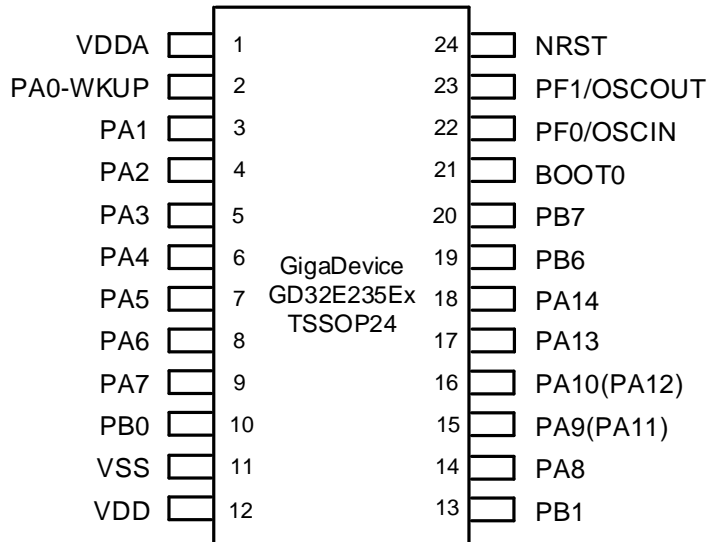 VDDA 1 24 NRST
PA0-WKUP 2 23 PF1/OSCOUT
PA1 3 22 PF0/OSCIN
PA2 4 21 BOOT0
PA3 5 20 PB7
PA4 6 19 PB6
GigaDevice
PA5 7 GD32E235Ex 18 PA14
TSSOP24
PA6 8 17 PA13
PA7 9 16 PA10(PA12)
PB0 10 15 PA9(PA11)
VSS 11 14 PA8
VDD 12 13 PB1